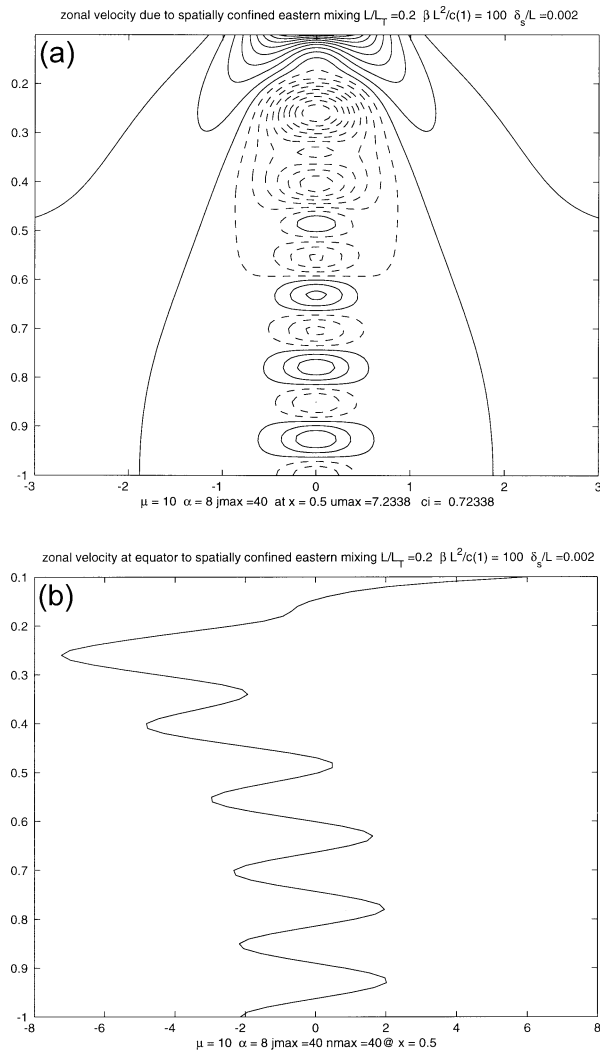 zonal velocity due to spatially confined eastern mixing L/L_T =0.2 β L^2/c(1) = 100 δ_s/L =0.002
(a)
0.2
0.3
0.4
0.5
0.6
0.7
0.8
0.9
-1
-3 -2 -1 0 1 2 3
μ = 10 α = 8 jmax =40 at x = 0.5 umax =7.2338 ci = 0.72338
zonal velocity at equator to spatially confined eastern mixing L/L_T =0.2 β L^2/c(1) = 100 δ_s/L =0.002
0.1
(b)
0.2
0.3
0.4
0.5
0.6
0.7
0.8
0.9
-1
-8 -6 -4 -2 0 2 4 6 8
μ = 10 α = 8 jmax =40 nmax =40@ x = 0.5